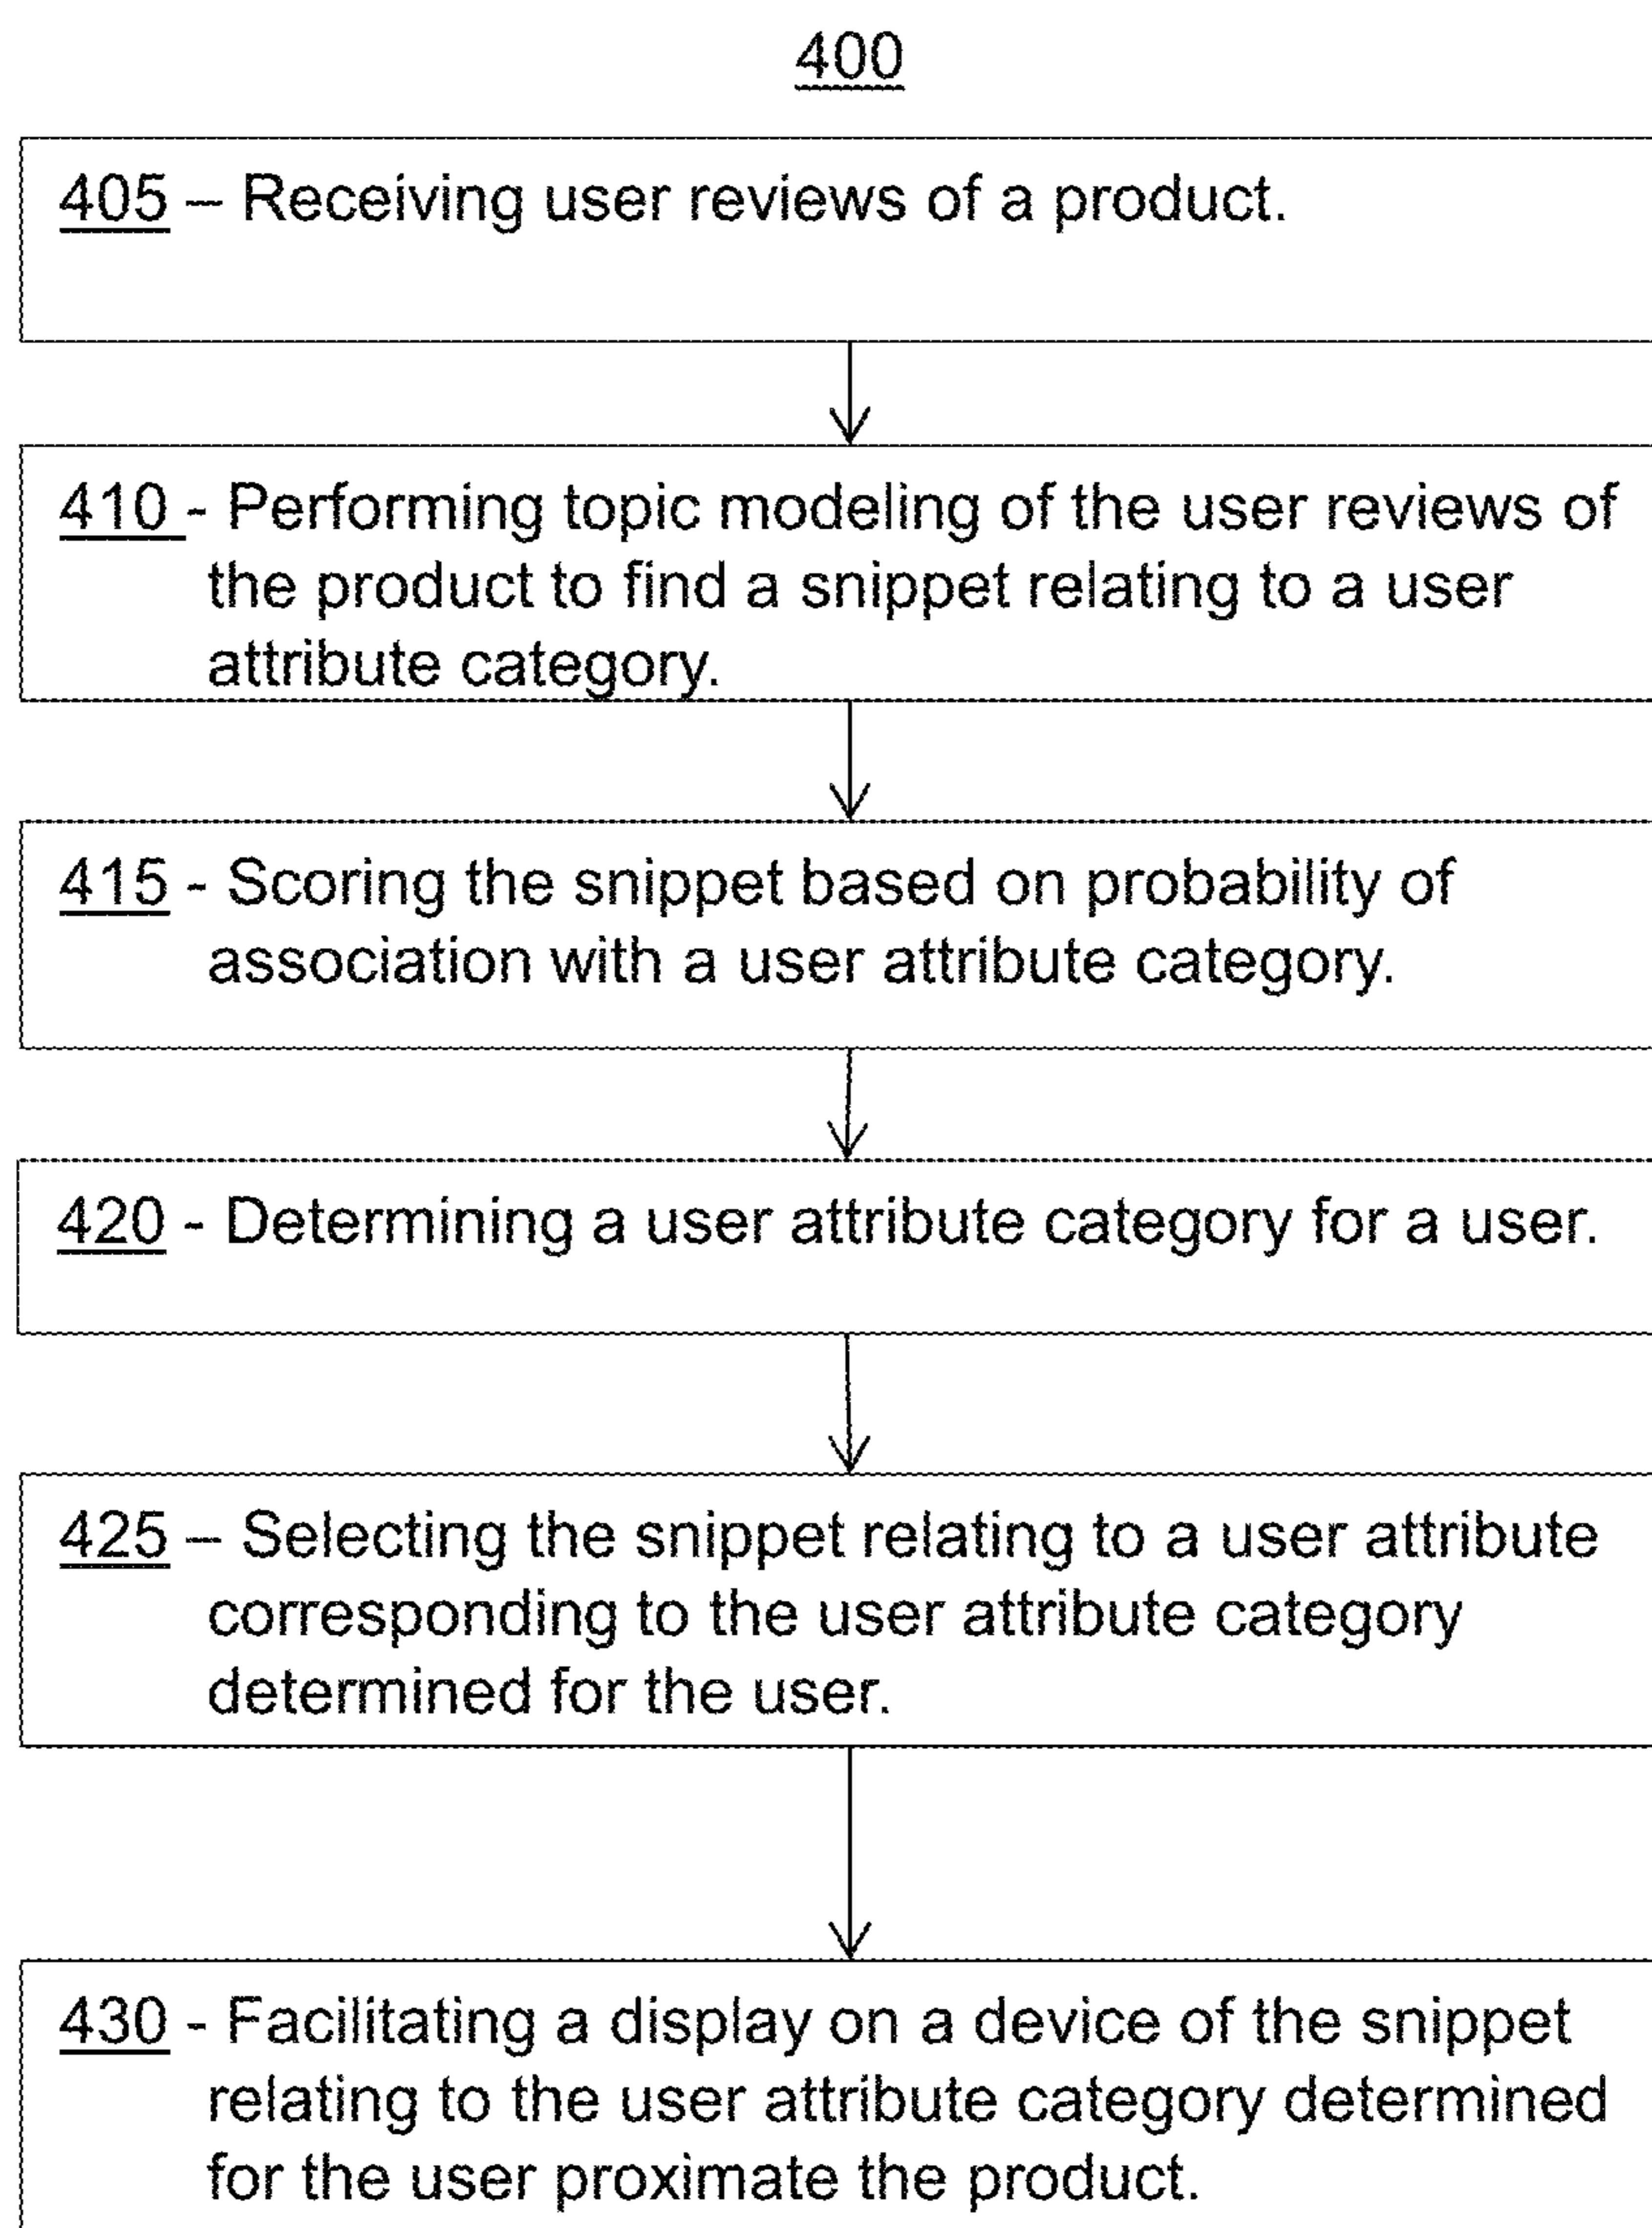 400
405 – Receiving user reviews of a product.
410 - Performing topic modeling of the user reviews of
the product to find a snippet relating to a user
attribute category.
415 - Scoring the snippet based on probability of
association with a user attribute category.
420 - Determining a user attribute category for a user.
425 – Selecting the snippet relating to a user attribute
corresponding to the user attribute category
determined for the user.
430 - Facilitating a display on a device of the snippet
relating to the user attribute category determined
for the user proximate the product.